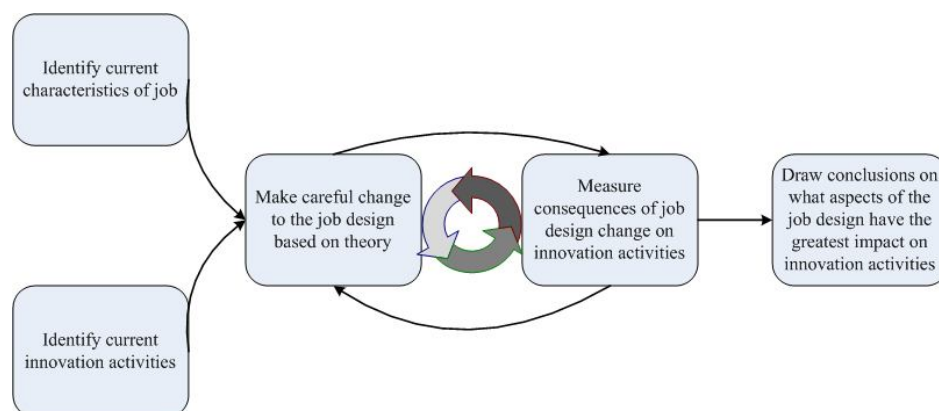 Identify current
characteristics of job
Identify current
innovation activities
Make careful change
to the job design
based on theory
Measure
consequences of job
design change on
innovation activities
Draw conclusions on
what aspects of the
job design have the
greatest impact on
innovation activities